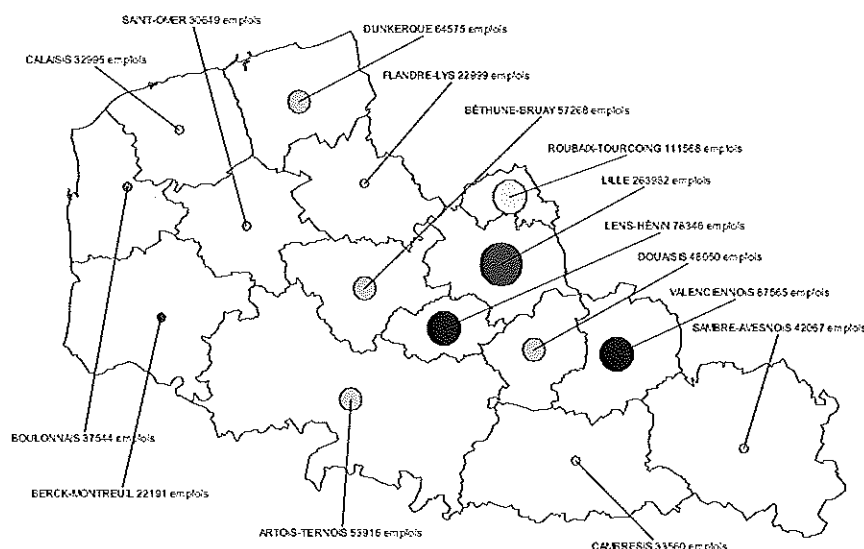 SAINT-OMER 30649 emplois
DUNKERQUE 64575 emplois
CALAISIS 32995 emplois
FLANDRE-LYS 22999 emplois
BÉTHUNE-BRUAY 57268 emplois
ROUBAIX-TOURCOING 111568 emplois
LILLE 263982 emplois
LENS-HÉNIN 78346 emplois
DOUAISIS 48050 emplois
VALENCIENNOIS 87565 emplois
SAMBRE-AVESNOIS 42067 emplois
BOULONNAIS 37544 emplois
BERCK-MONTREUIL 22191 emplois
ARTOIS-TERNOIS 53916 emplois
CAMBRESIS 33560 emplois